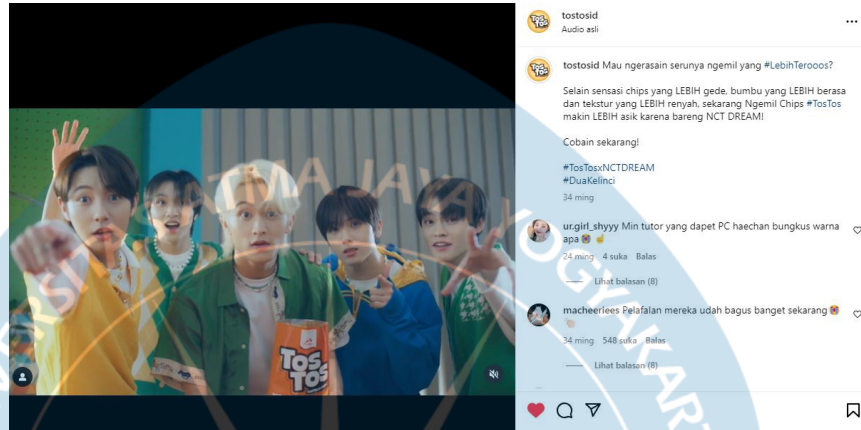 tostosid
Audio asli
tostosid Mau ngerasain serunya ngemil yang #LebihTerooos?
Selain sensasi chips yang LEBIH gede, bumbu yang LEBIH berasa
dan tekstur yang LEBIH renyah, sekarang Ngemil Chips #TosTos
makin LEBIH asik karena bareng NCT DREAM!
Cobain sekarang!
#TosTosxNCTDREAM
#DuaKelinci
34 ming
ur.girl_shyyy Min tutor yang dapet PC haechan bungkus warna
apa
24 ming 4 suka Balas
Lihat balasan (8)
macheeriees Pelafalan mereka udah bagus banget sekarang
34 ming 548 suka Balas
Lihat balasan (8)
TOS
TOS
ATMA JAYA YOGYAKAR